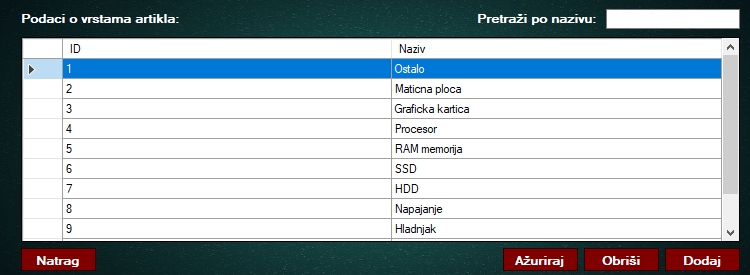 Podaci o vrstama artikla: Pretraži po nazivu:
ID Naziv
1 Ostalo
2 Maticna ploca
3 Graficka kartica
4 Procesor
5 RAM memorija
6 SSD
7 HDD
8 Napajanje
9 Hladnjak
Natrag Ažuriraj Obriši Dodaj